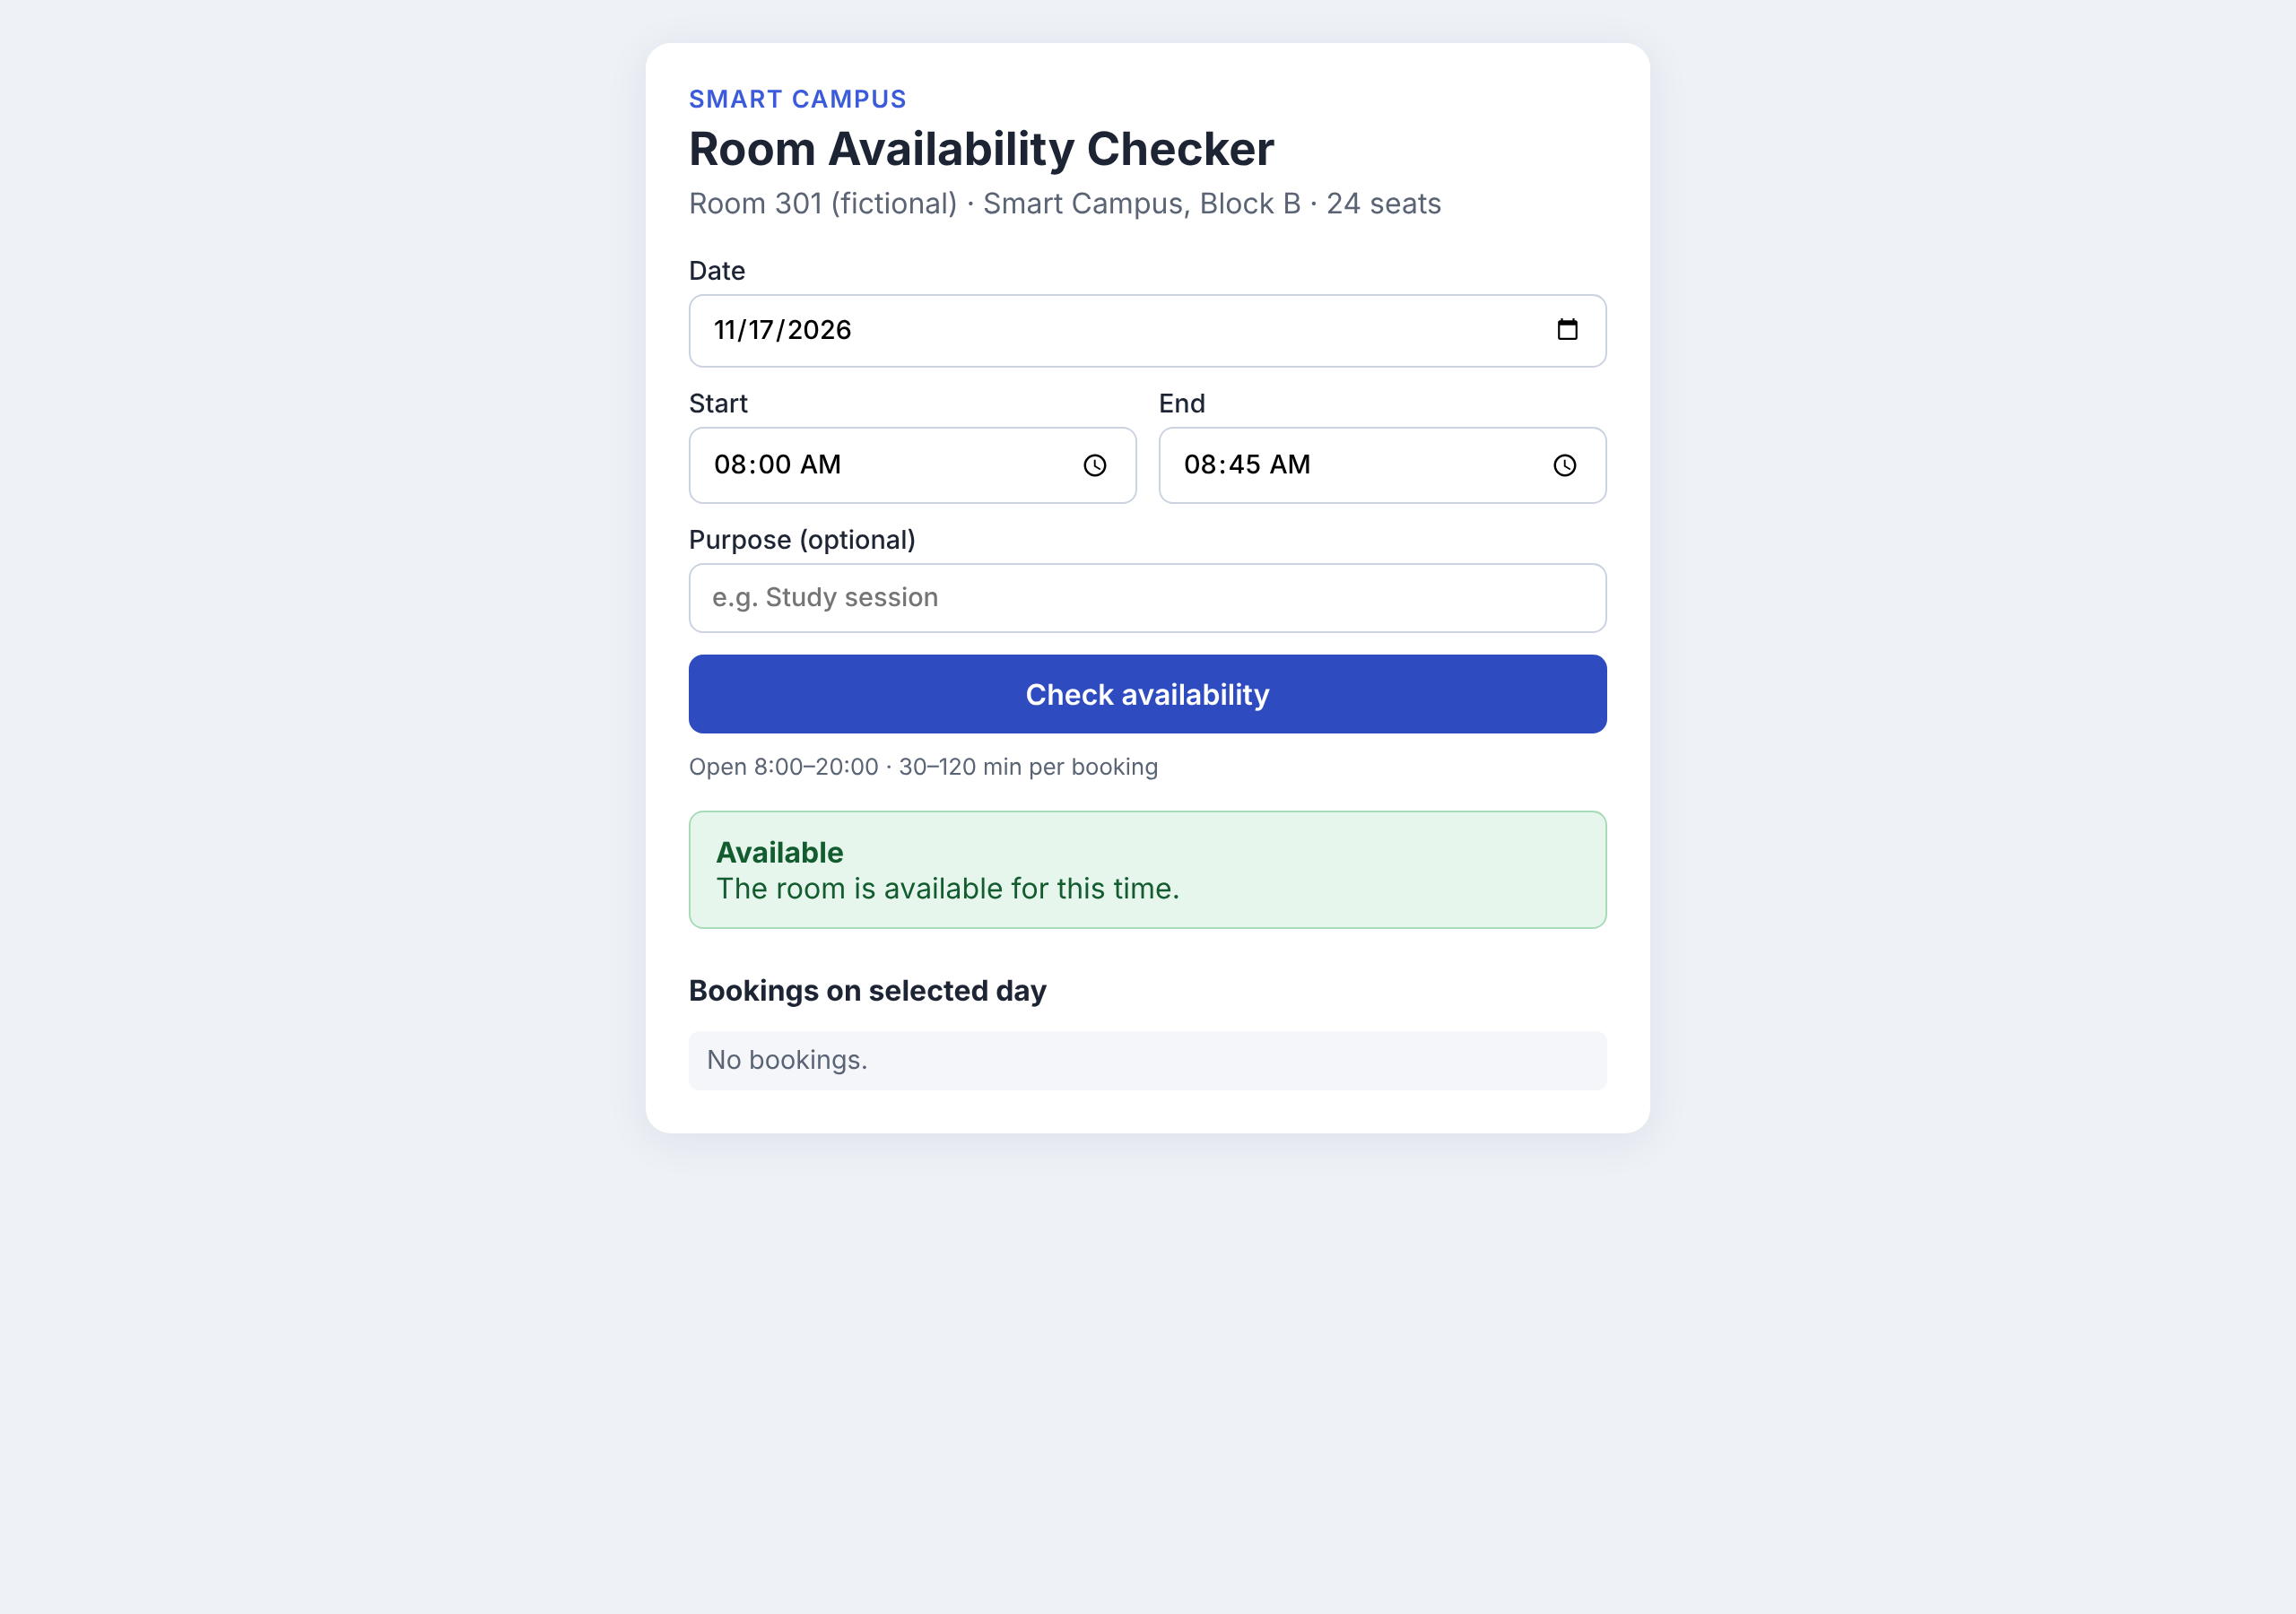 SMART CAMPUS
Room Availability Checker
Room 301 (fictional) · Smart Campus, Block B · 24 seats
Date
11/17/2026
Start
End
08:00 AM
08:45 AM
Purpose (optional)
e.g. Study session
Check availability
Open 8:00–20:00 · 30–120 min per booking
Available
The room is available for this time.
Bookings on selected day
No bookings.